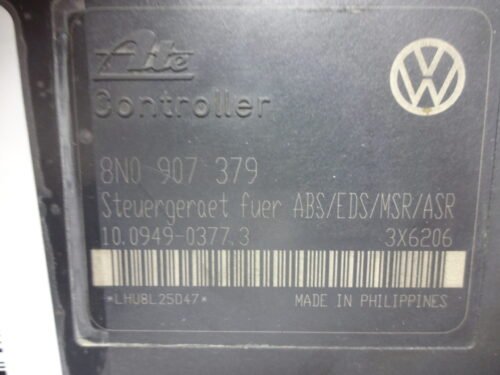 Ate
Controller
8N0 907 379
Steuergeraet fuer ABS/EDS/MSR/ASR
10.0949-0377.3 3X6206
*LHU8L25D47*
MADE IN PHILIPPINES